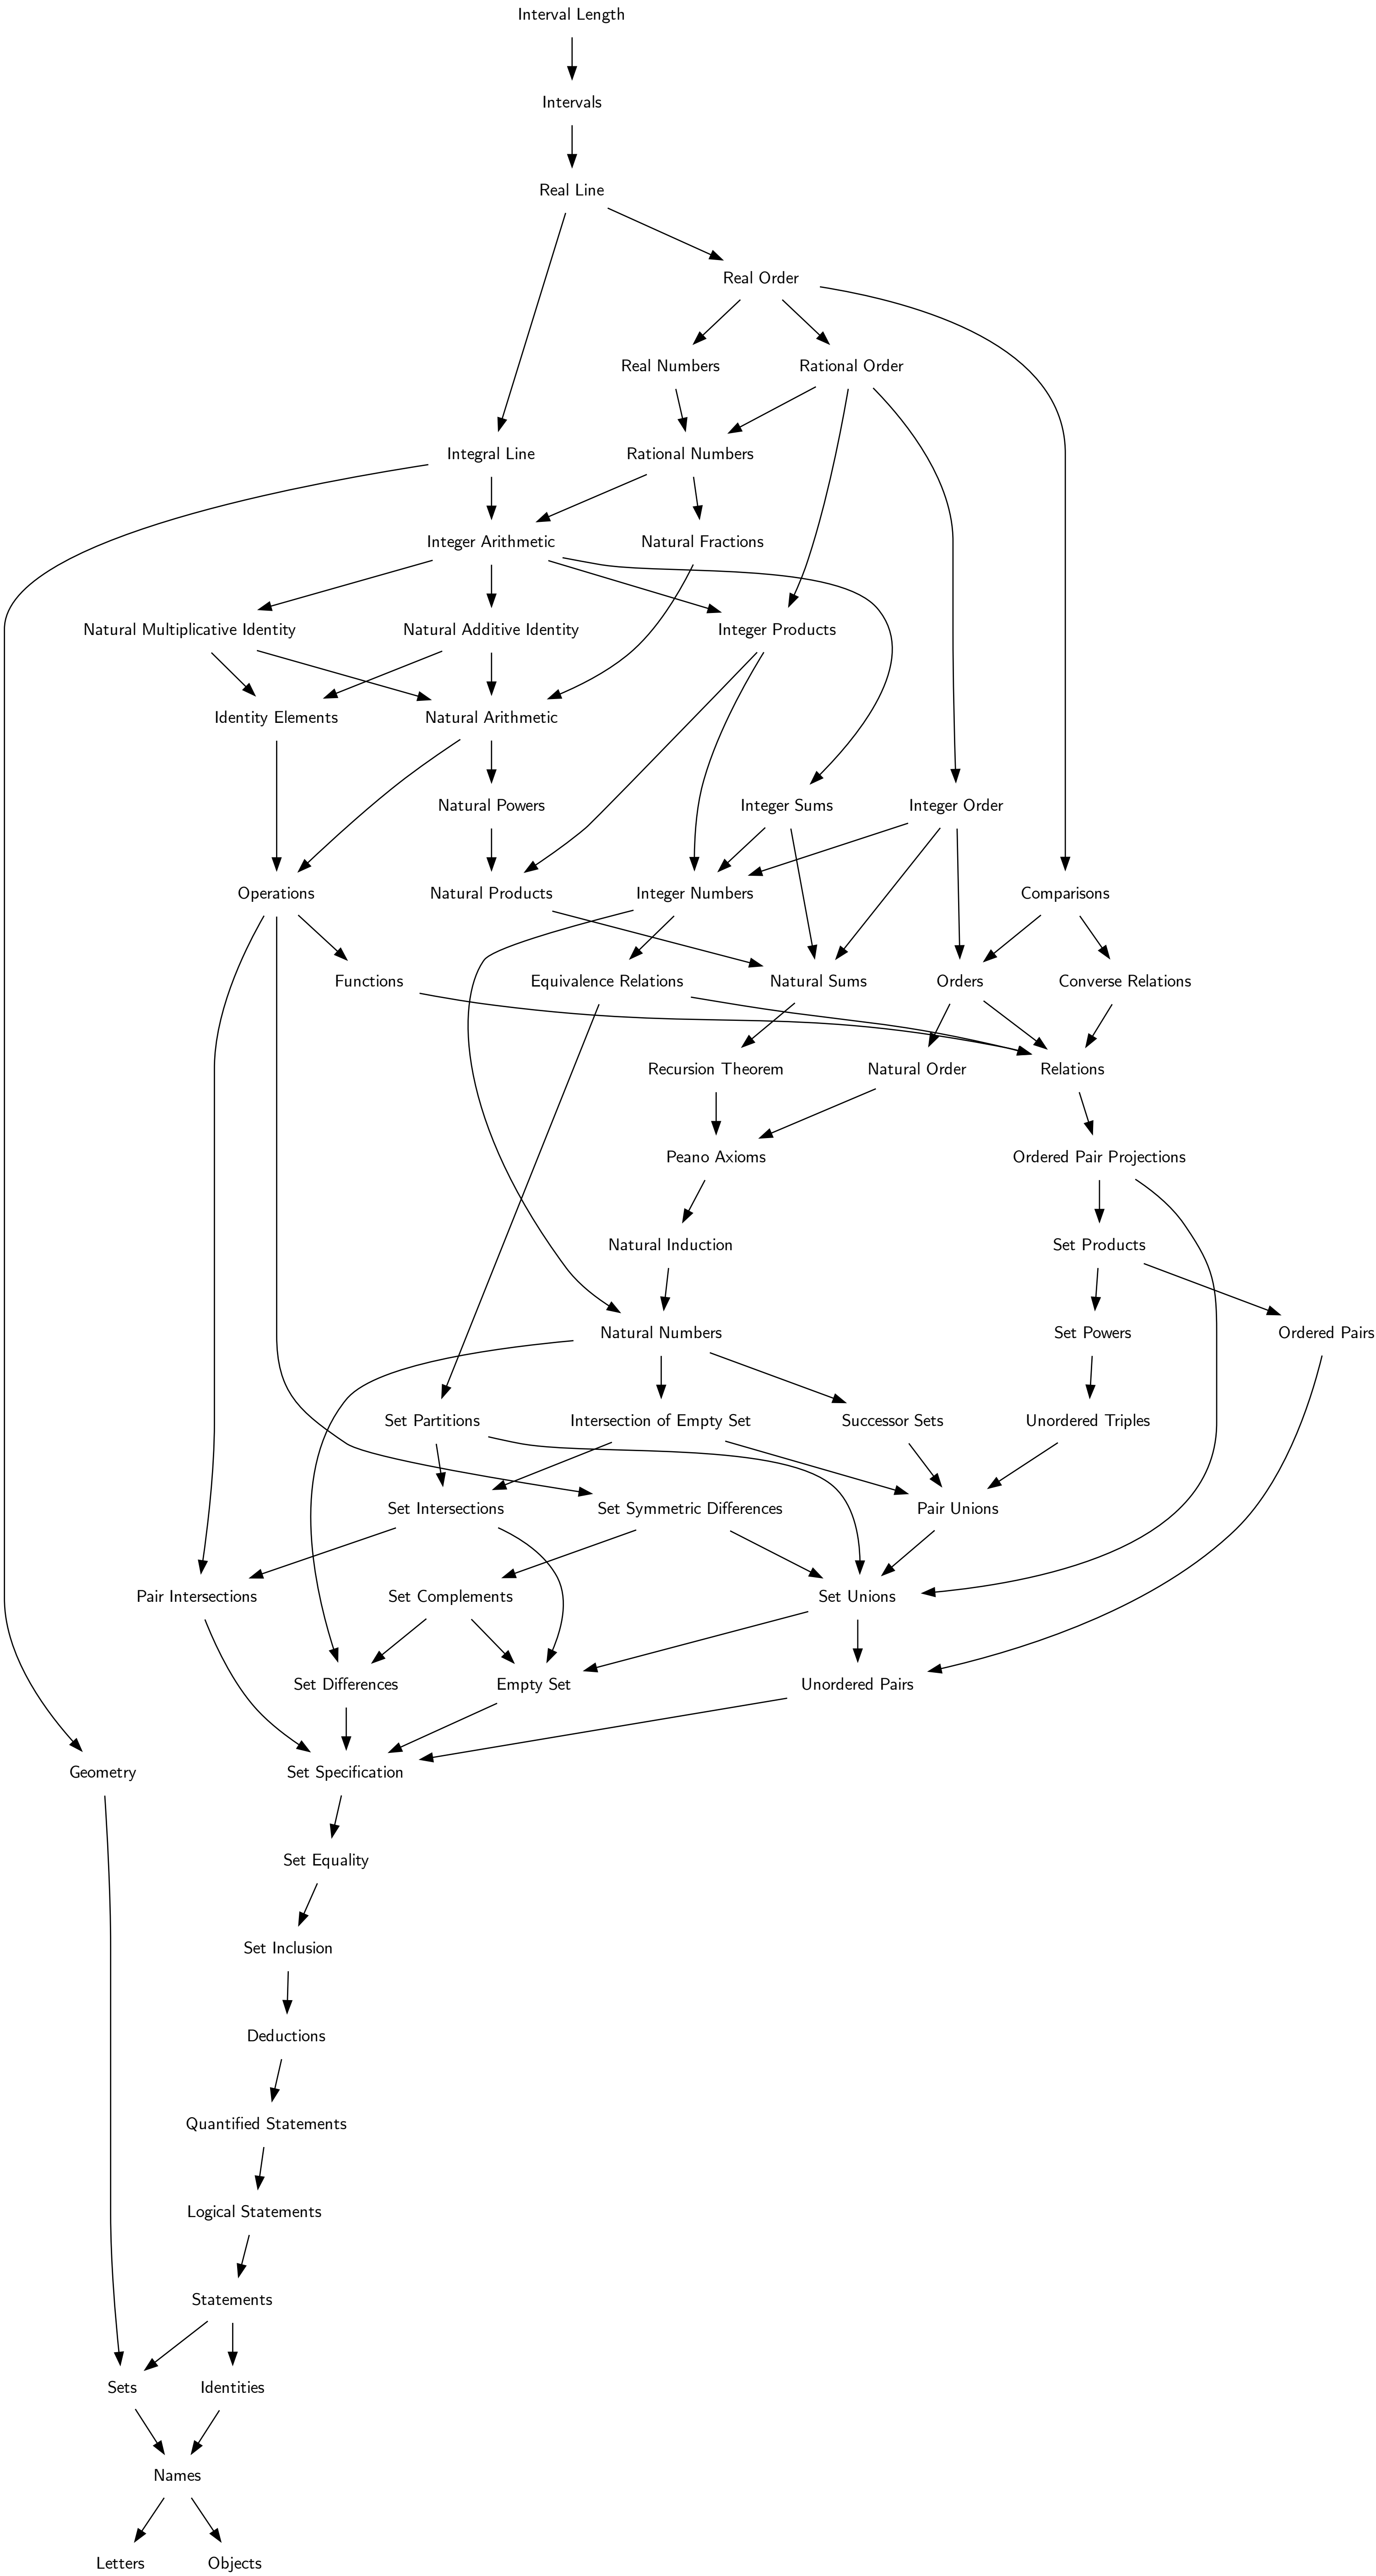 Interval Length
Intervals
Real Line
Real Order
Real Numbers
Rational Order
Integral Line
Rational Numbers
Integer Arithmetic
Natural Fractions
Natural Multiplicative Identity
Natural Additive Identity
Integer Products
Identity Elements
Natural Arithmetic
Natural Powers
Integer Sums
Integer Order
Operations
Natural Products
Integer Numbers
Comparisons
Functions
Equivalence Relations
Natural Sums
Orders
Converse Relations
Recursion Theorem
Natural Order
Relations
Peano Axioms
Ordered Pair Projections
Natural Induction
Set Products
Natural Numbers
Set Powers
Ordered Pairs
Set Partitions
Intersection of Empty Set
Successor Sets
Unordered Triples
Set Intersections
Set Symmetric Differences
Pair Unions
Pair Intersections
Set Complements
Set Unions
Set Differences
Empty Set
Unordered Pairs
Geometry
Set Specification
Set Equality
Set Inclusion
Deductions
Quantified Statements
Logical Statements
Statements
Sets
Identities
Names
Letters
Objects